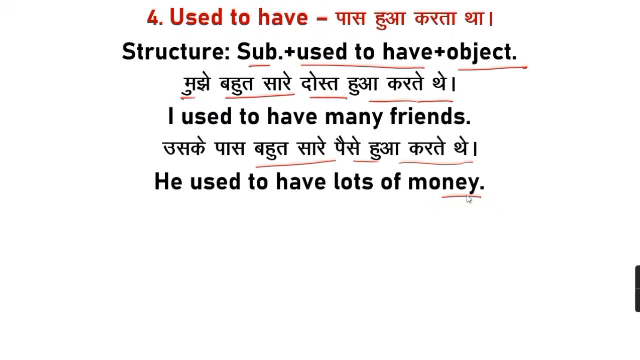 4. Used to have – पास हुआ करता था।
Structure: Sub.+used to have+object.
मुझे बहुत सारे दोस्त हुआ करते थे।
I used to have many friends.
उसके पास बहुत सारे पैसे हुआ करते थे।
He used to have lots of money.